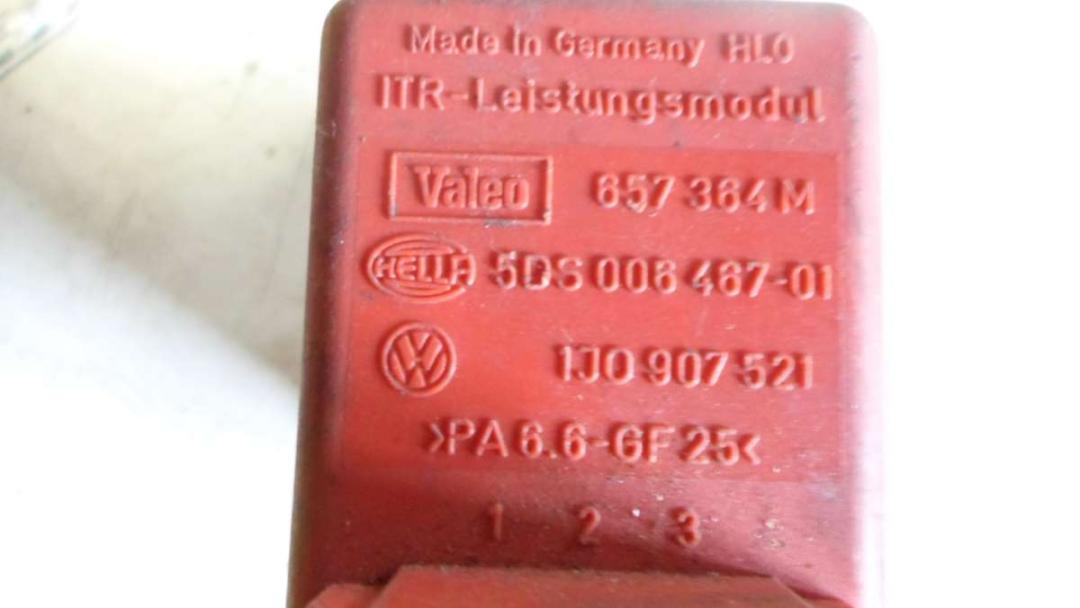 Made in Germany HLO
ITR-Leistungsmodul
Valeo 657 364 M
HELLA 5DS 006 467-01
VW 1J0 907 521
>PA 6.6-GF 25<
1 2 3